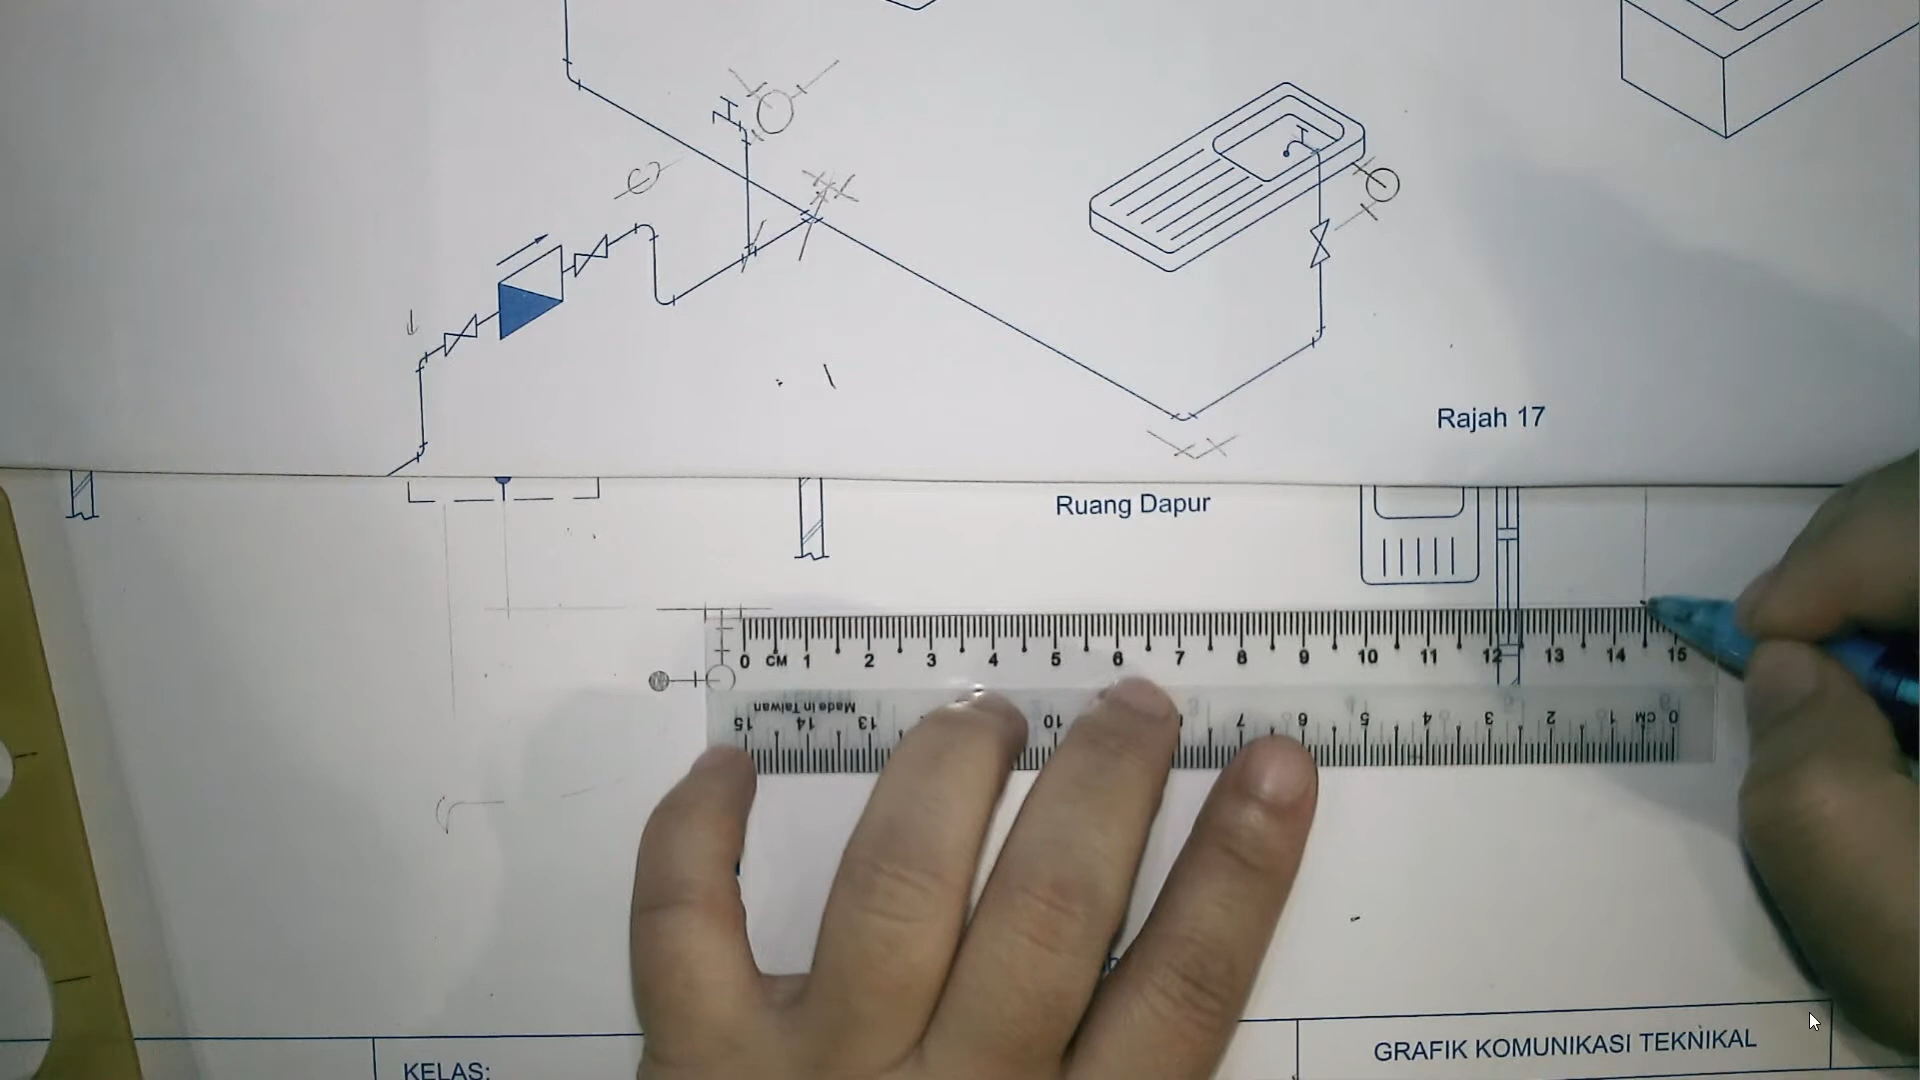 Rajah 17
Ruang Dapur
0 CM 1 2 3 4 5 6 7 8 9 10 11 12 13 14 15
Made in Taiwan
15 14 13 10 7 6 5 4 3 2 1 CM 0
KELAS:
GRAFIK KOMUNIKASI TEKNIKAL